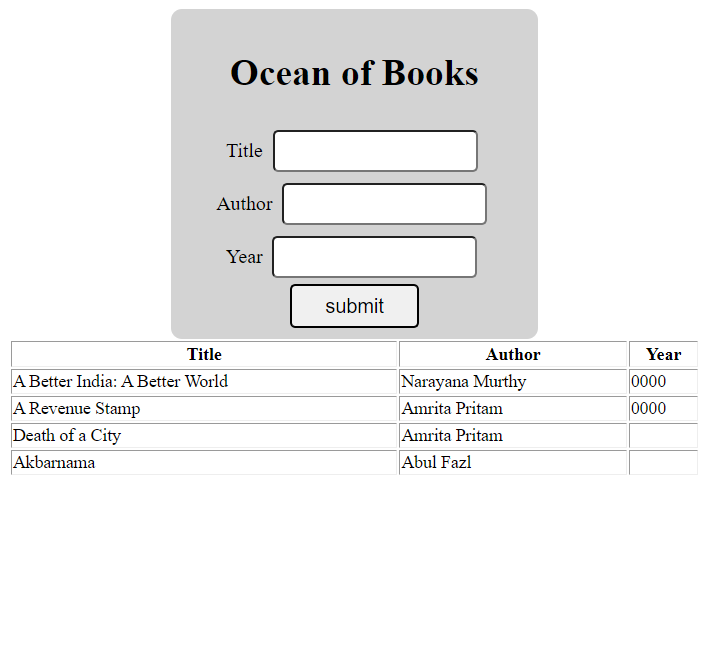 Ocean of Books
Title
Author
Year
submit
Title Author Year
A Better India: A Better World Narayana Murthy 0000
A Revenue Stamp Amrita Pritam 0000
Death of a City Amrita Pritam
Akbarnama Abul Fazl